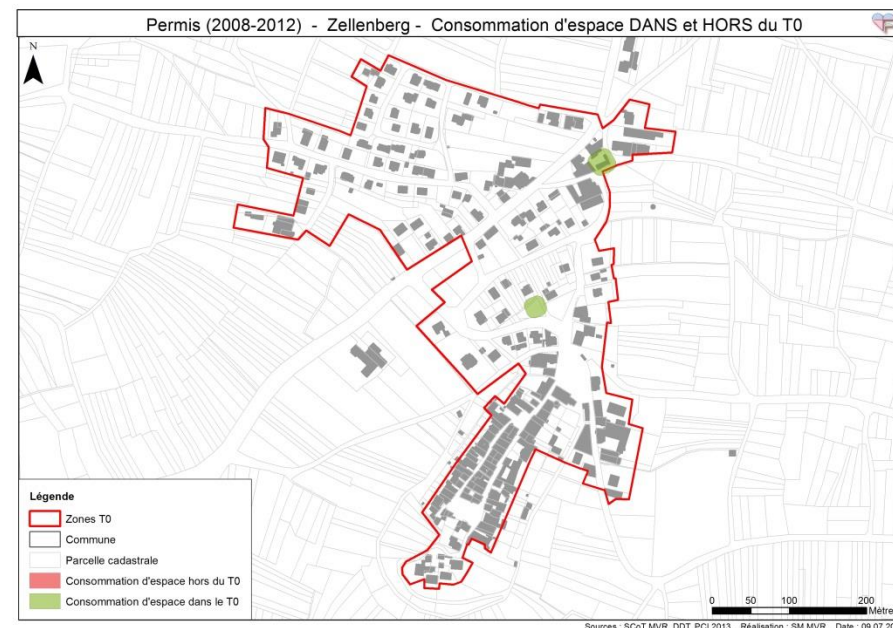 Permis (2008-2012) - Zellenberg - Consommation d'espace DANS et HORS du T0
N
Légende
Zones T0
Commune
Parcelle cadastrale
Consommation d'espace hors du T0
Consommation d'espace dans le T0
0 50 100 200
Mètre
Sources : SCoT MVR, DDT, PCI 2013 Réalisation : SM MVR Date : 09.07.20